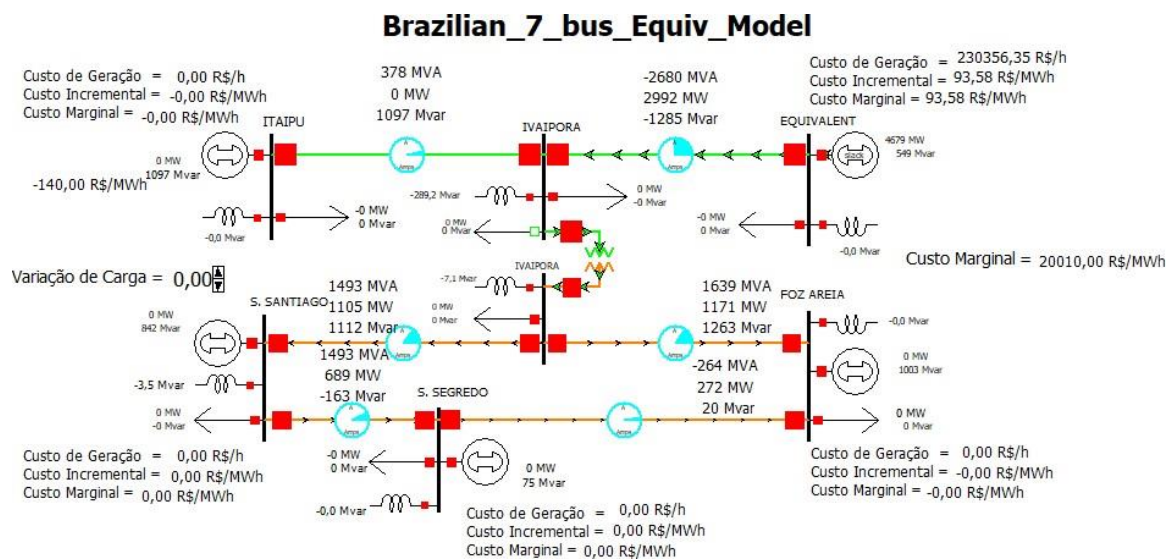 Brazilian_7_bus_Equiv_Model
Custo de Geração = 0,00 R$/h
Custo Incremental = -0,00 R$/MWh
Custo Marginal = -0,00 R$/MWh
378 MVA
0 MW
1097 Mvar
-2680 MVA
2992 MW
-1285 Mvar
Custo de Geração = 230356,35 R$/h
Custo Incremental = 93,58 R$/MWh
Custo Marginal = 93,58 R$/MWh
ITAIPU
IVAIPORA
EQUIVALENT
0 MW
1097 Mvar
A
Amps
A
Amps
slack
4679 MW
549 Mvar
-140,00 R$/MWh
-0,0 Mvar
-0 MW
0 Mvar
-289,2 Mvar
0 MW
-0 Mvar
-0 MW
0 Mvar
-0,0 Mvar
0 MW
0 Mvar
Variação de Carga = 0,00
Custo Marginal = 20010,00 R$/MWh
IVAIPORA
-7,1 Mvar
0 MW
0 Mvar
S. SANTIAGO
1493 MVA
1105 MW
1112 Mvar
1639 MVA
1171 MW
1263 Mvar
FOZ AREIA
0 MW
842 Mvar
A
Amps
A
Amps
-0,0 Mvar
0 MW
1003 Mvar
-3,5 Mvar
1493 MVA
689 MW
-163 Mvar
-264 MVA
272 MW
20 Mvar
S. SEGREDO
-0 MW
-0 Mvar
A
Amps
A
Amps
0 MW
0 Mvar
Custo de Geração = 0,00 R$/h
Custo Incremental = 0,00 R$/MWh
Custo Marginal = 0,00 R$/MWh
-0 MW
0 Mvar
0 MW
75 Mvar
-0,0 Mvar
Custo de Geração = 0,00 R$/h
Custo Incremental = -0,00 R$/MWh
Custo Marginal = -0,00 R$/MWh
Custo de Geração = 0,00 R$/h
Custo Incremental = 0,00 R$/MWh
Custo Marginal = 0,00 R$/MWh